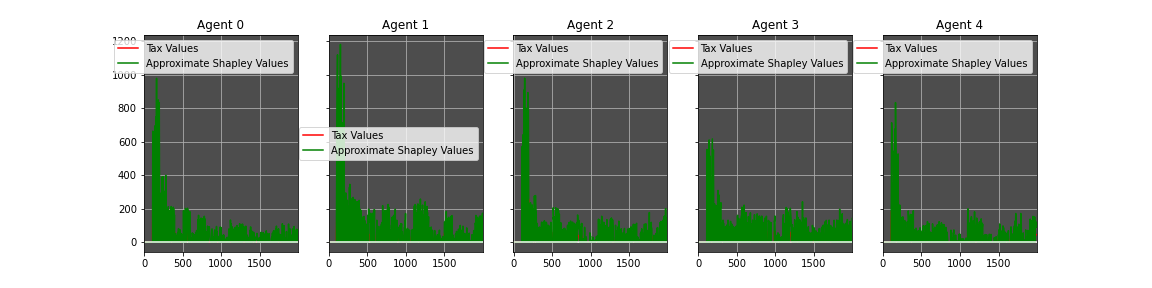 Agent 0
Agent 1
Agent 2
Agent 3
Agent 4
Tax Values
Approximate Shapley Values
Tax Values
Approximate Shapley Values
Tax Values
Approximate Shapley Values
Tax Values
Approximate Shapley Values
Tax Values
Approximate Shapley Values
1200
1000
800
600
400
200
0
0 500 1000 1500
0 500 1000 1500
0 500 1000 1500
0 500 1000 1500
0 500 1000 1500